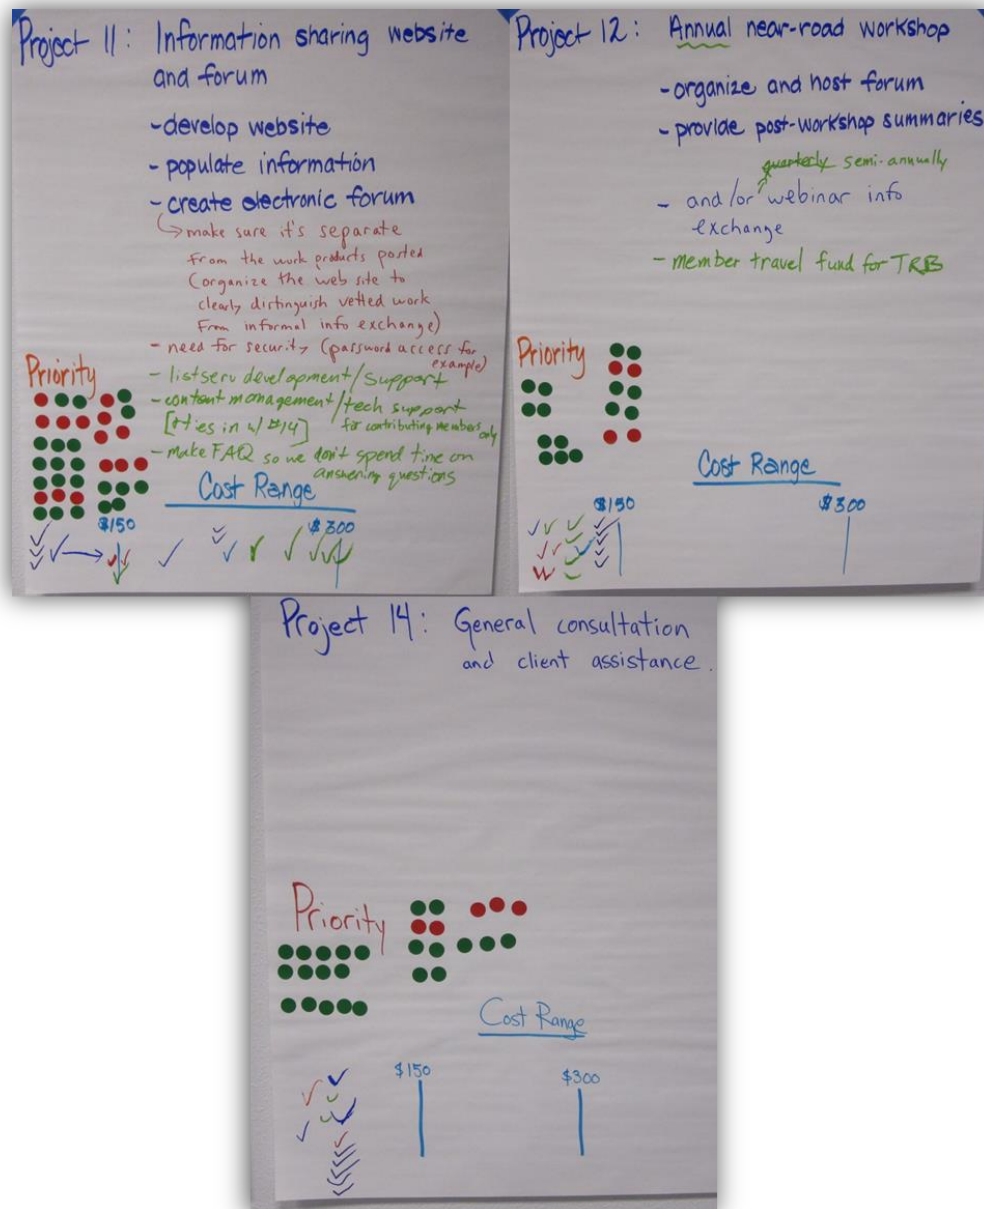 Project 11: Information sharing website
and forum
-develop website
- populate information
- create electronic forum
make sure it's separate
From the work products posted
(organize the web site to
clearly distinguish vetted work
From informal info exchange)
- need for security (password access for
example)
- listserv development/support
- content management/tech support
[ties in w/ #14] for contributing members only
- make FAQ so we don't spend time on
answering questions
Priority
Cost Range
$150
$300
Project 12: Annual near-road workshop
- organize and host forum
- provide post-workshop summaries
quarterly semi-annually
- and/or webinar info
exchange
- member travel fund for TRB
Priority
Cost Range
$150
$300
Project 14: General consultation
and client assistance.
Priority
Cost Range
$150
$300